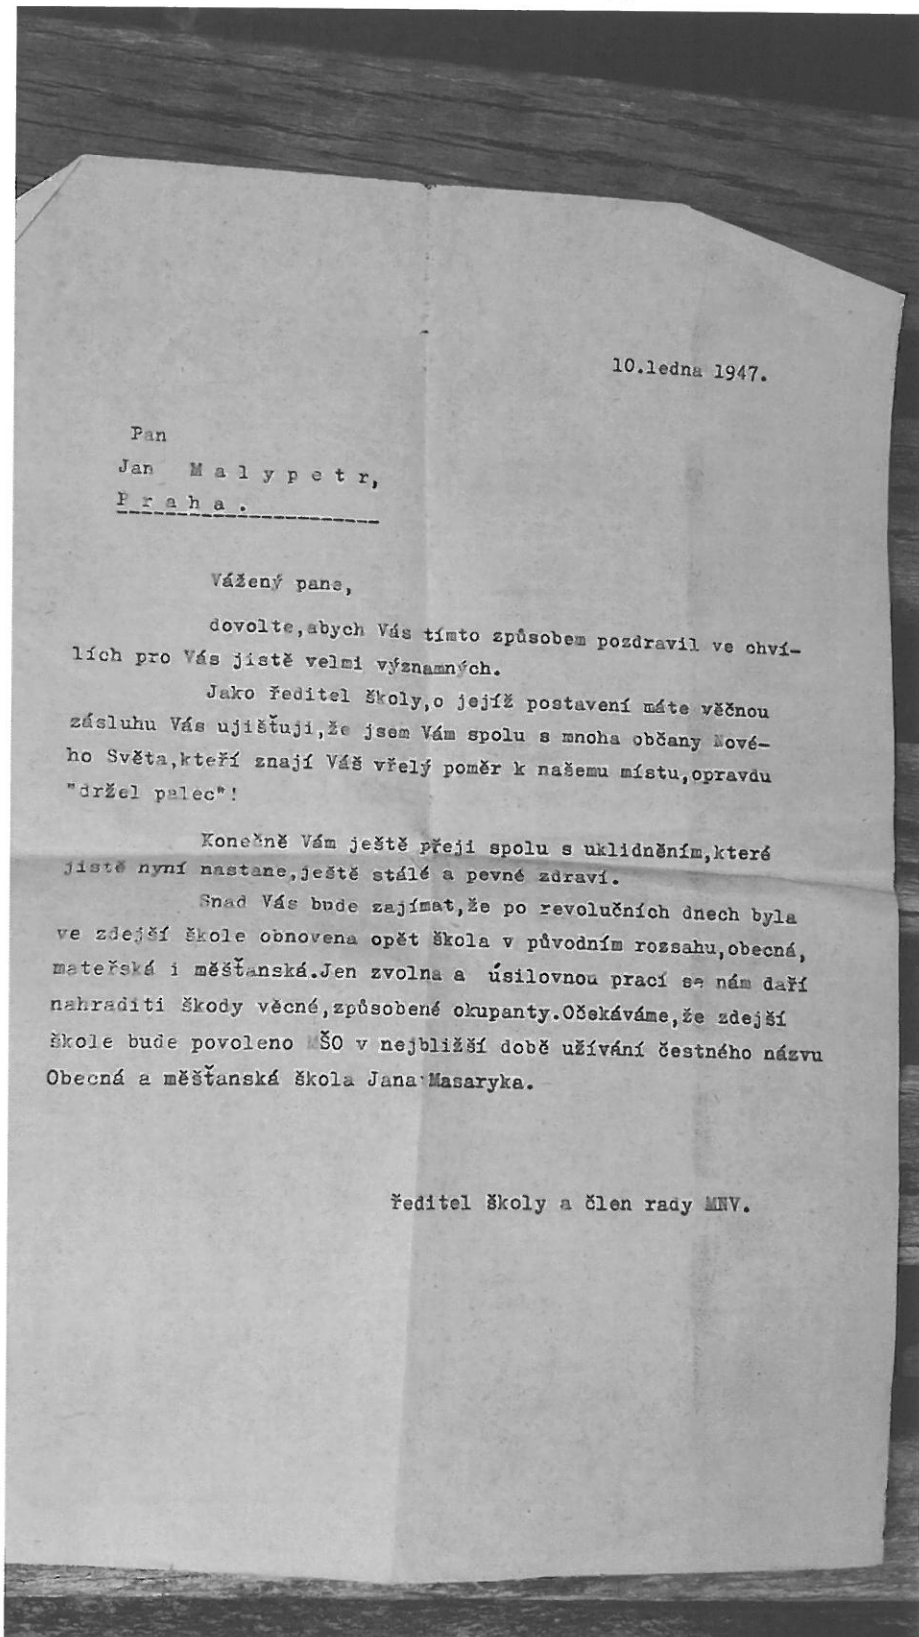 10.ledna 1947.
Pan
Jan M a l y p e t r,
P r a h a .
Vážený pane,
dovolte,abych Vás tímto způsobem pozdravil ve chví-
lích pro Vás jistě velmi významných.
Jako ředitel školy,o jejíž postavení máte věčnou
zásluhu Vás ujišťuji,že jsem Vám spolu s mnoha občany Nové-
ho Světa,kteří znají Váš vřelý poměr k našemu místu,opravdu
"držel palec"!
Konečně Vám ještě přeji spolu s uklidněním,které
jistě nyní nastane,ještě stálé a pevné zdraví.
Snad Vás bude zajímat,že po revolučních dnech byla
ve zdejší škole obnovena opět škola v původním rozsahu,obecná,
mateřská i měšťanská.Jen zvolna a úsilovnou prací se nám daří
nahraditi škody věcné,způsobené okupanty.Očekáváme,že zdejší
škole bude povoleno MŠO v nejbližší době užívání čestného názvu
Obecná a měšťanská škola Jana Masaryka.
ředitel školy a člen rady MNV.